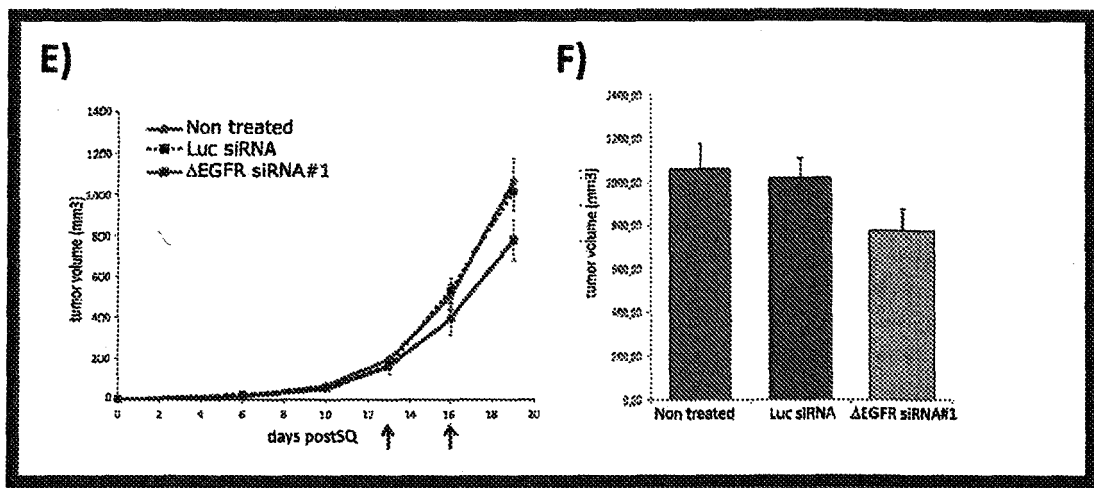 E)
F)
1400
1200
1,000
800
600
400
200
0
tumor volume (mm3)
Non treated
Luc siRNA
ΔEGFR siRNA#1
0 2 4 6 8 10 12 14 16 18 20
days postSQ
tumor volume (mm3)
Non treated
Luc siRNA
ΔEGFR siRNA#1